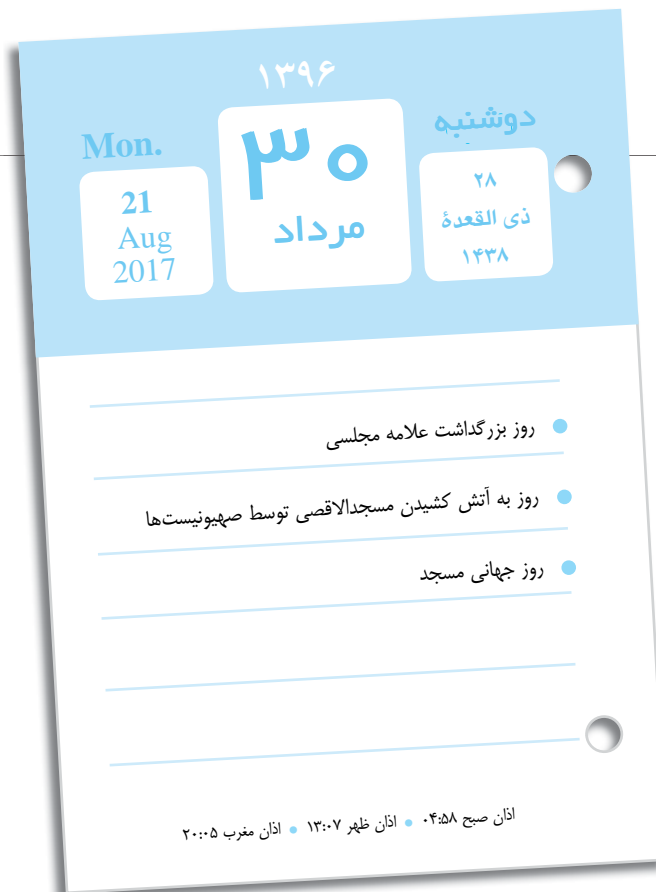 ۱۳۹۶
دوشنبه
۲۸
ذی القعدهٔ
۱۴۳۸
۳۰
مرداد
Mon.
21
Aug
2017
روز بزرگداشت علامه مجلسی
روز به آتش کشیدن مسجدالاقصی توسط صهیونیست‌ها
روز جهانی مسجد
اذان صبح ۰۴:۵۸ • اذان ظهر ۱۳:۰۷ • اذان مغرب ۲۰:۰۵